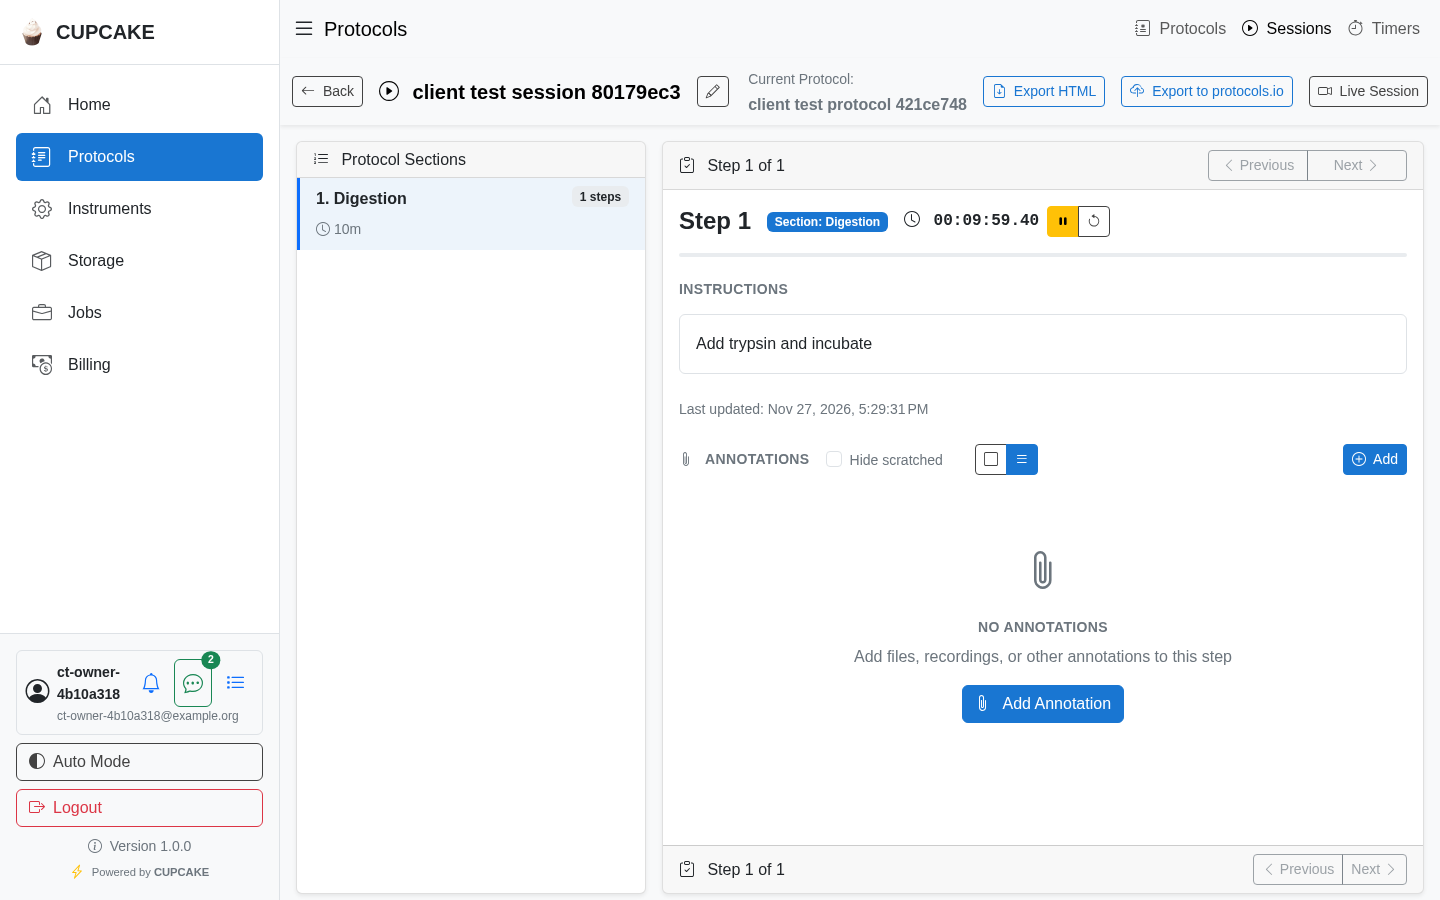 CUPCAKE
Home
Protocols
Instruments
Storage
Jobs
Billing
ct-owner-
4b10a318
2
ct-owner-4b10a318@example.org
Auto Mode
Logout
Version 1.0.0
Powered by CUPCAKE
Protocols
Protocols
Sessions
Timers
Back
client test session 80179ec3
Current Protocol:
client test protocol 421ce748
Export HTML
Export to protocols.io
Live Session
Protocol Sections
1. Digestion
1 steps
10m
Step 1 of 1
Previous
Next
Step 1
Section: Digestion
00:09:59.40
INSTRUCTIONS
Add trypsin and incubate
Last updated: Nov 27, 2026, 5:29:31 PM
ANNOTATIONS
Hide scratched
Add
NO ANNOTATIONS
Add files, recordings, or other annotations to this step
Add Annotation
Step 1 of 1
Previous
Next